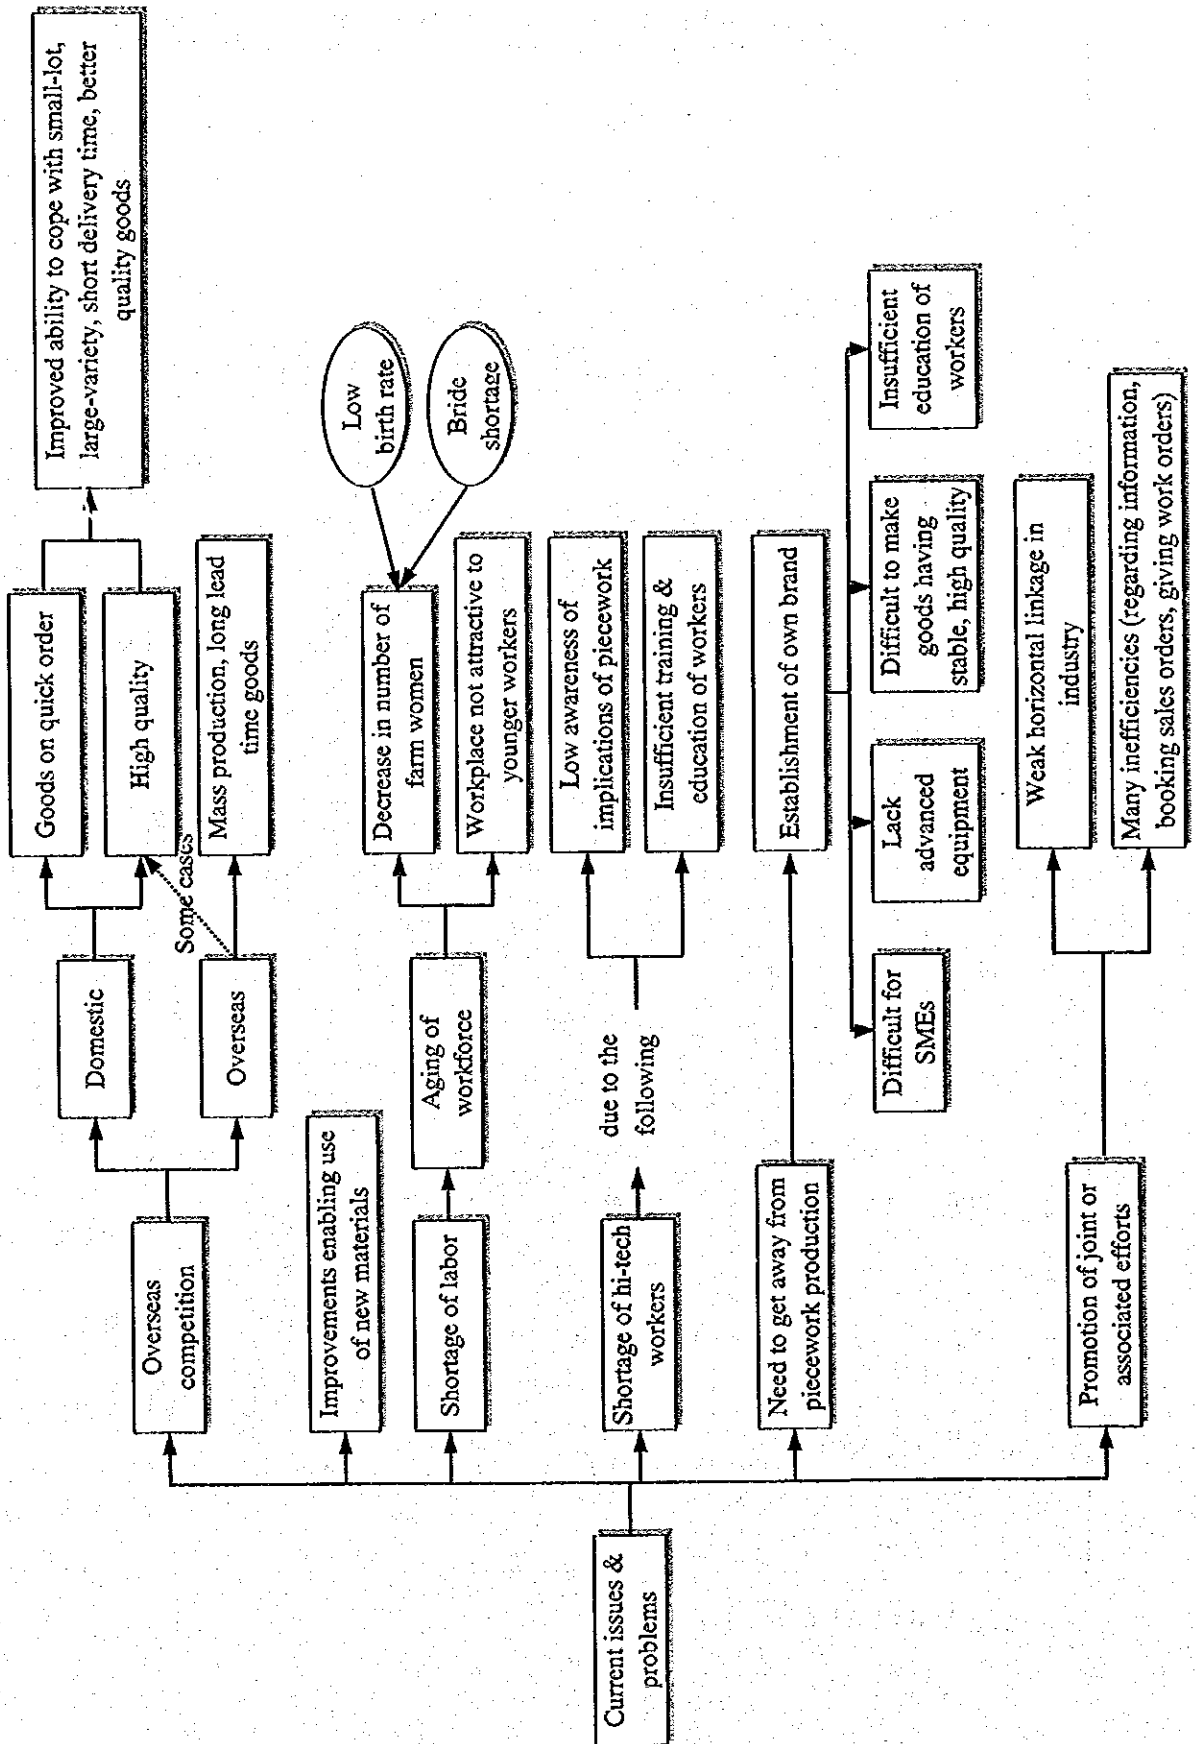 Current issues &
problems
Overseas
competition
Domestic
Goods on quick order
High quality
Improved ability to cope with small-lot,
large-variety, short delivery time, better
quality goods
Some cases
Overseas
Mass production, long lead
time goods
Improvements enabling use
of new materials
Shortage of labor
Aging of
workforce
Decrease in number of
farm women
Low
birth rate
Bride
shortage
Workplace not attractive to
younger workers
Shortage of hi-tech
workers
due to the
following
Low awareness of
implications of piecework
Insufficient training &
education of workers
Need to get away from
piecework production
Establishment of own brand
Difficult for
SMEs
Lack
advanced
equipment
Difficult to make
goods having
stable, high quality
Insufficient
education of
workers
Promotion of joint or
associated efforts
Weak horizontal linkage in
industry
Many inefficiencies (regarding information,
booking sales orders, giving work orders)